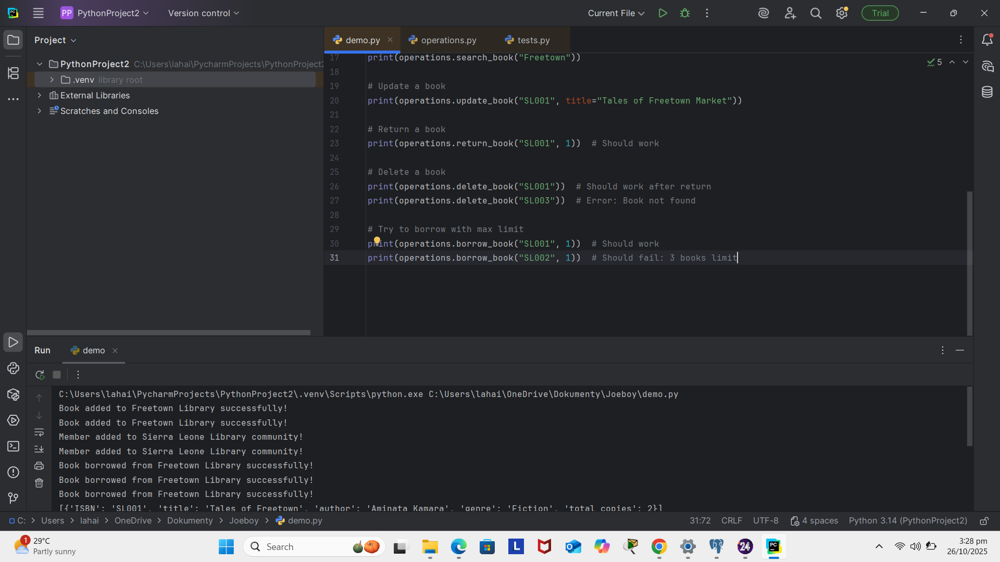 PC
PP PythonProject2
Version control
Current File
Trial
Project
demo.py
operations.py
tests.py
PythonProject2 C:\Users\lahai\PycharmProjects\PythonProject2
.venv library root
External Libraries
Scratches and Consoles
5
17 print(operations.search_book("Freetown"))
18
19 # Update a book
20 print(operations.update_book("SL001", title="Tales of Freetown Market"))
21
22 # Return a book
23 print(operations.return_book("SL001", 1))  # Should work
24
25 # Delete a book
26 print(operations.delete_book("SL001"))  # Should work after return
27 print(operations.delete_book("SL003"))  # Error: Book not found
28
29 # Try to borrow with max limit
30 print(operations.borrow_book("SL001", 1))  # Should work
31 print(operations.borrow_book("SL002", 1))  # Should fail: 3 books limit
Run
demo
C:\Users\lahai\PycharmProjects\PythonProject2\.venv\Scripts\python.exe C:\Users\lahai\OneDrive\Dokumenty\Joeboy\demo.py
Book added to Freetown Library successfully!
Book added to Freetown Library successfully!
Member added to Sierra Leone Library community!
Member added to Sierra Leone Library community!
Book borrowed from Freetown Library successfully!
Book borrowed from Freetown Library successfully!
Book borrowed from Freetown Library successfully!
[{'ISBN': 'SL001', 'title': 'Tales of Freetown', 'author': 'Aminata Kamara', 'genre': 'Fiction', 'total_copies': 2}]
C: > Users > lahai > OneDrive > Dokumenty > Joeboy > demo.py
31:72 CRLF UTF-8 4 spaces Python 3.14 (PythonProject2)
1
29°C
Partly sunny
Search
L
24
PC
3:28 pm
26/10/2025